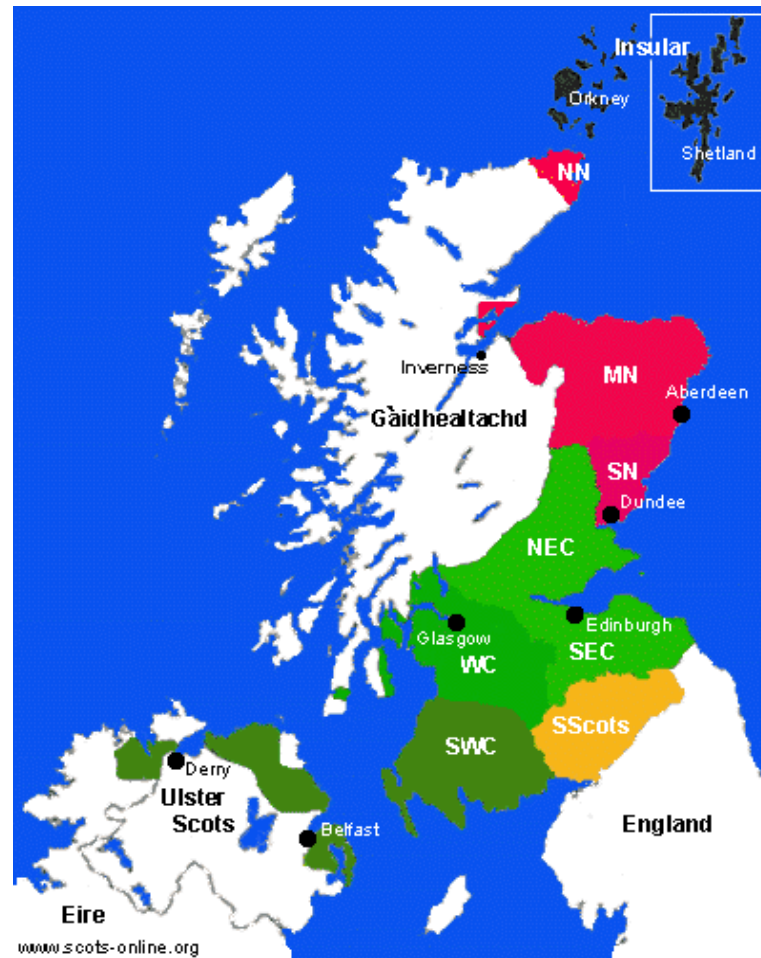 Insular
Orkney
Shetland
NN
Inverness
MN
Aberdeen
Gàidhealtachd
SN
Dundee
NEC
Edinburgh
Glasgow
SEC
WC
SScots
SWC
Derry
Ulster
Scots
Belfast
England
Eire
www.scots-online.org